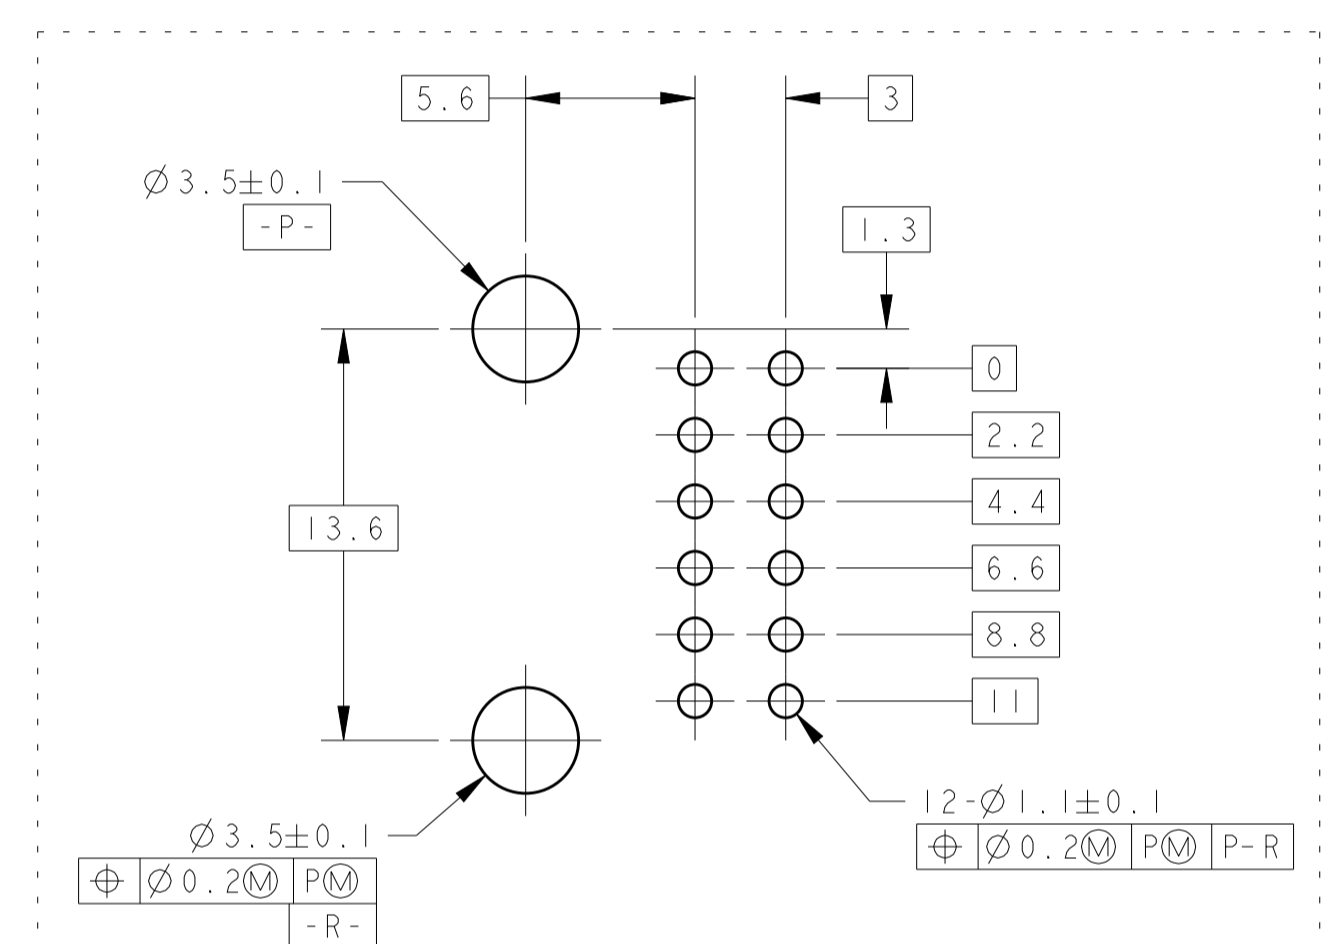 5.6
3
Ø3.5±0.1
-P-
1.3
0
2.2
4.4
13.6
6.6
8.8
11
12-Ø1.1±0.1
⌖ Ø0.2Ⓜ PⓂ P-R
Ø3.5±0.1
⌖ Ø0.2Ⓜ PⓂ
-R-